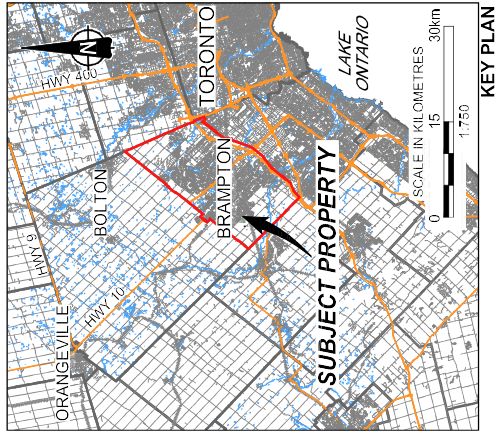 ORANGEVILLE
HWY 9
HWY 10
BOLTON
HWY 400
N
BRAMPTON
TORONTO
LAKE
ONTARIO
SUBJECT PROPERTY
SCALE IN KILOMETRES
0 15 30km
1:750
KEY PLAN